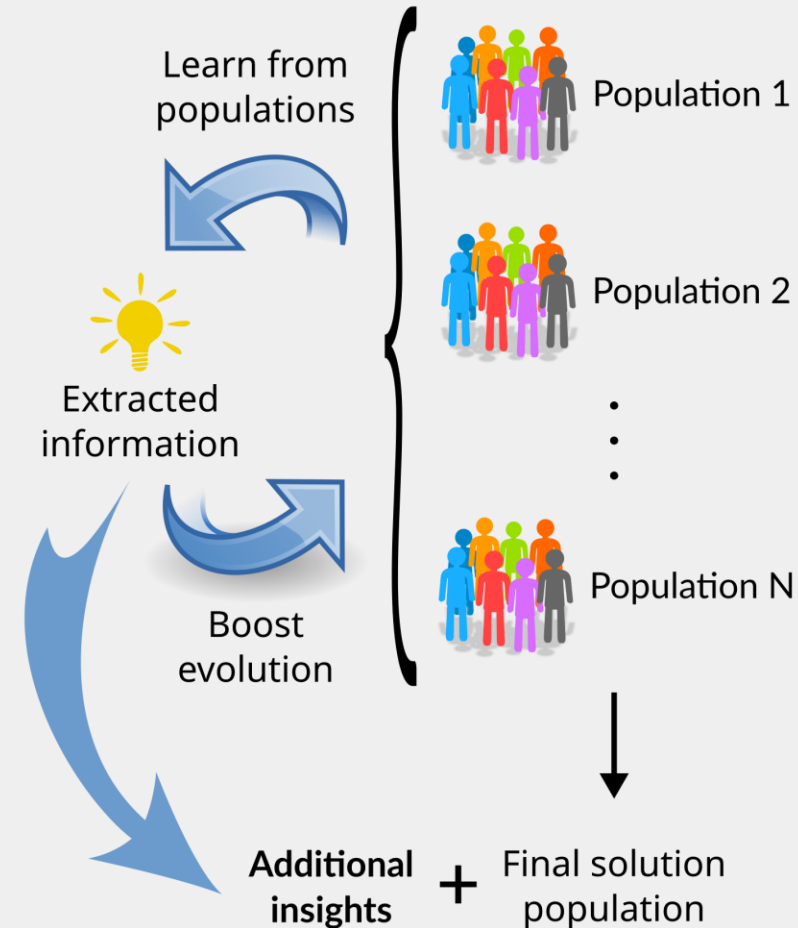 Learn from
populations
Population 1
Population 2
Extracted
information
Population N
Boost
evolution
Additional
insights
+
Final solution
population